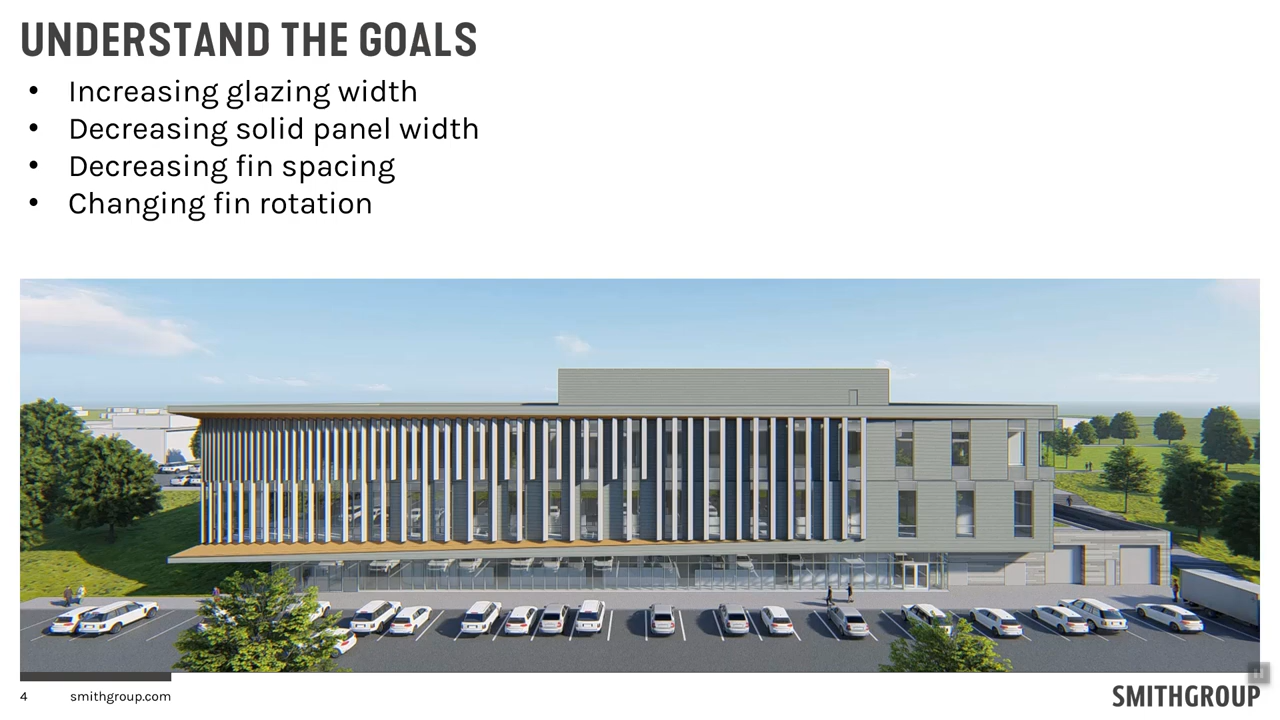 UNDERSTAND THE GOALS
• Increasing glazing width
• Decreasing solid panel width
• Decreasing fin spacing
• Changing fin rotation
4 smithgroup.com
SMITHGROUP